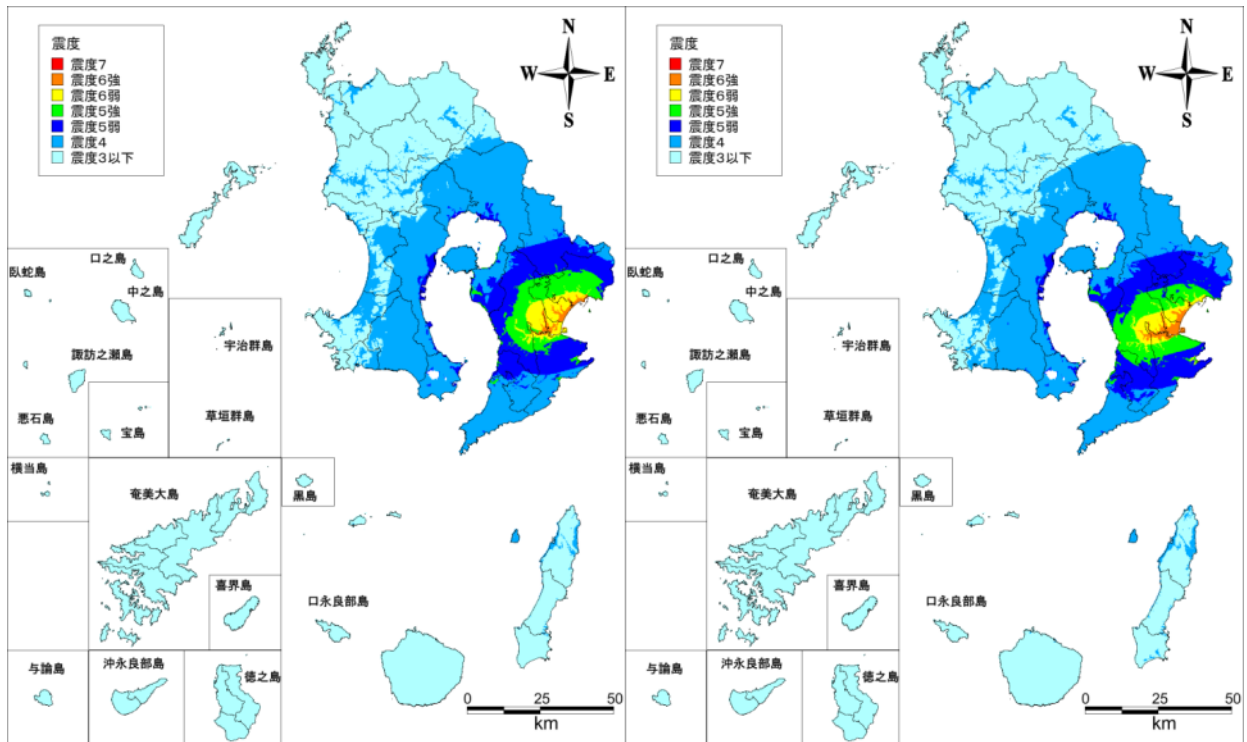 震度
震度7
震度6強
震度6弱
震度5強
震度5弱
震度4
震度3以下
N
W
E
S
口之島
臥蛇島
中之島
宇治群島
諏訪之瀬島
悪石島
宝島
草垣群島
横当島
奄美大島
黒島
喜界島
口永良部島
与論島
沖永良部島
徳之島
0 25 50
km
震度
震度7
震度6強
震度6弱
震度5強
震度5弱
震度4
震度3以下
N
W
E
S
口之島
臥蛇島
中之島
宇治群島
諏訪之瀬島
悪石島
宝島
草垣群島
横当島
奄美大島
黒島
喜界島
口永良部島
与論島
沖永良部島
徳之島
0 25 50
km